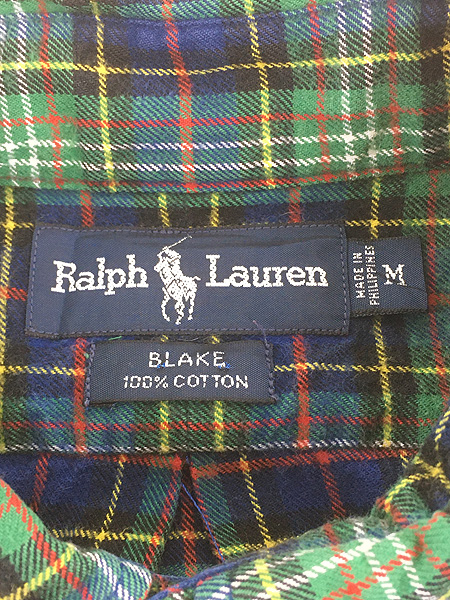 Ralph Lauren
MADE IN
PHILIPPINES
M
BLAKE
100% COTTON